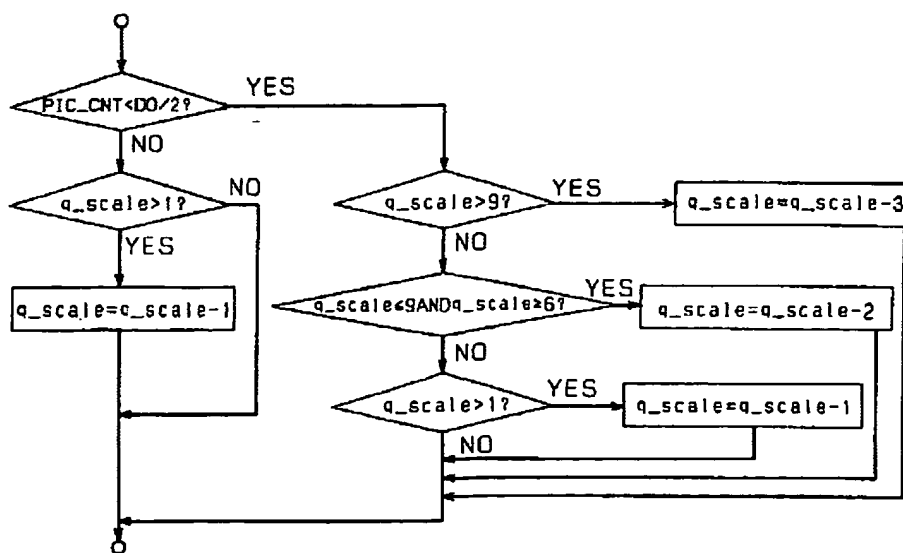 PIC_CNT<DO/2?
YES
NO
q_scale>1?
NO
YES
q_scale=q_scale-1
q_scale>9?
YES
q_scale=q_scale-3
NO
q_scale≤9ANDq_scale≥6?
YES
q_scale=q_scale-2
NO
q_scale>1?
YES
q_scale=q_scale-1
NO